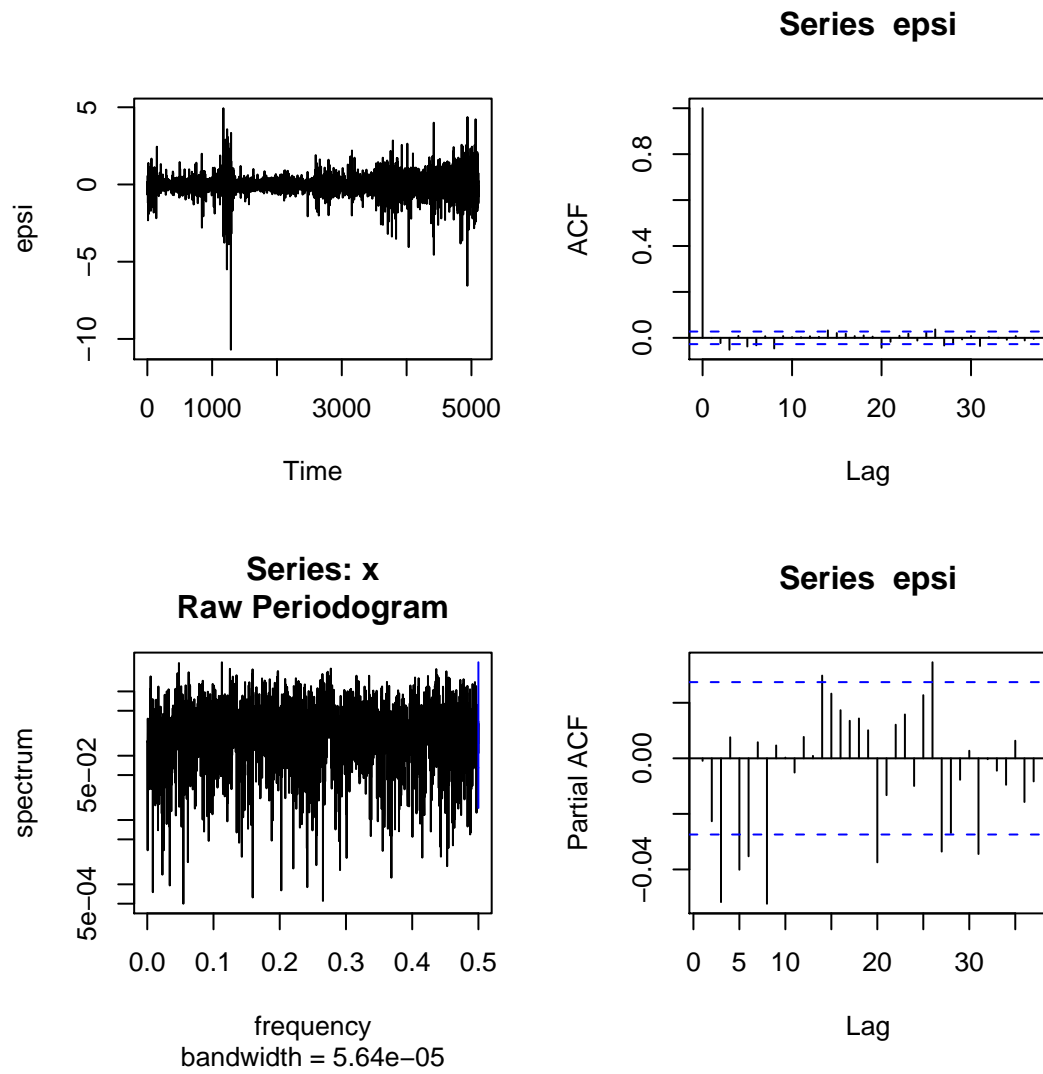 5
0
−5
−10
epsi
0 1000 3000 5000
Time
Series epsi
0.8
0.4
0.0
ACF
0 10 20 30
Lag
Series: x
Raw Periodogram
5e−02
5e−04
spectrum
0.0 0.1 0.2 0.3 0.4 0.5
frequency
bandwidth = 5.64e−05
Series epsi
0.00
−0.04
Partial ACF
0 5 10 20 30
Lag